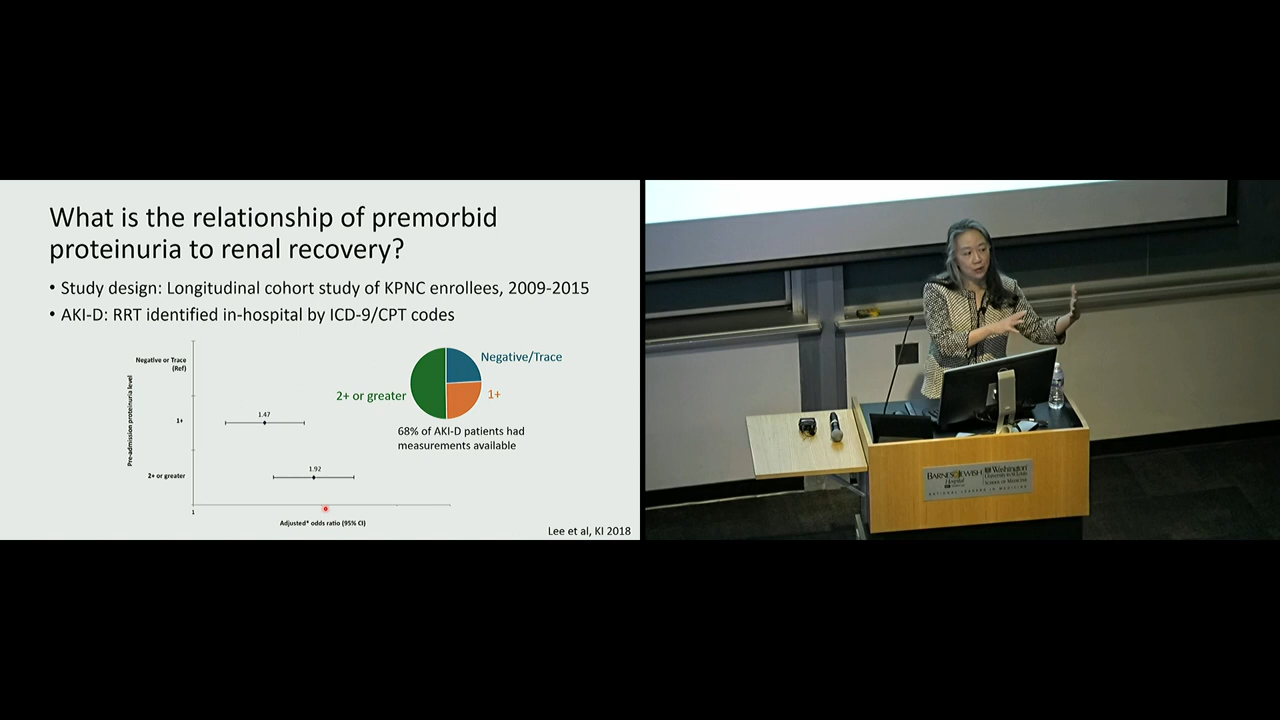 What is the relationship of premorbid
proteinuria to renal recovery?
• Study design: Longitudinal cohort study of KPNC enrollees, 2009-2015
• AKI-D: RRT identified in-hospital by ICD-9/CPT codes
Pre-admission proteinuria level
Negative or Trace
(Ref)
1+
1.47
2+ or greater
1.92
1
Adjusted* odds ratio (95% CI)
Negative/Trace
2+ or greater
1+
68% of AKI-D patients had
measurements available
Lee et al, KI 2018
BARNES JEWISH
Hospital
Washington
University in St. Louis
SCHOOL OF MEDICINE
NATIONAL LEADERS IN MEDICINE